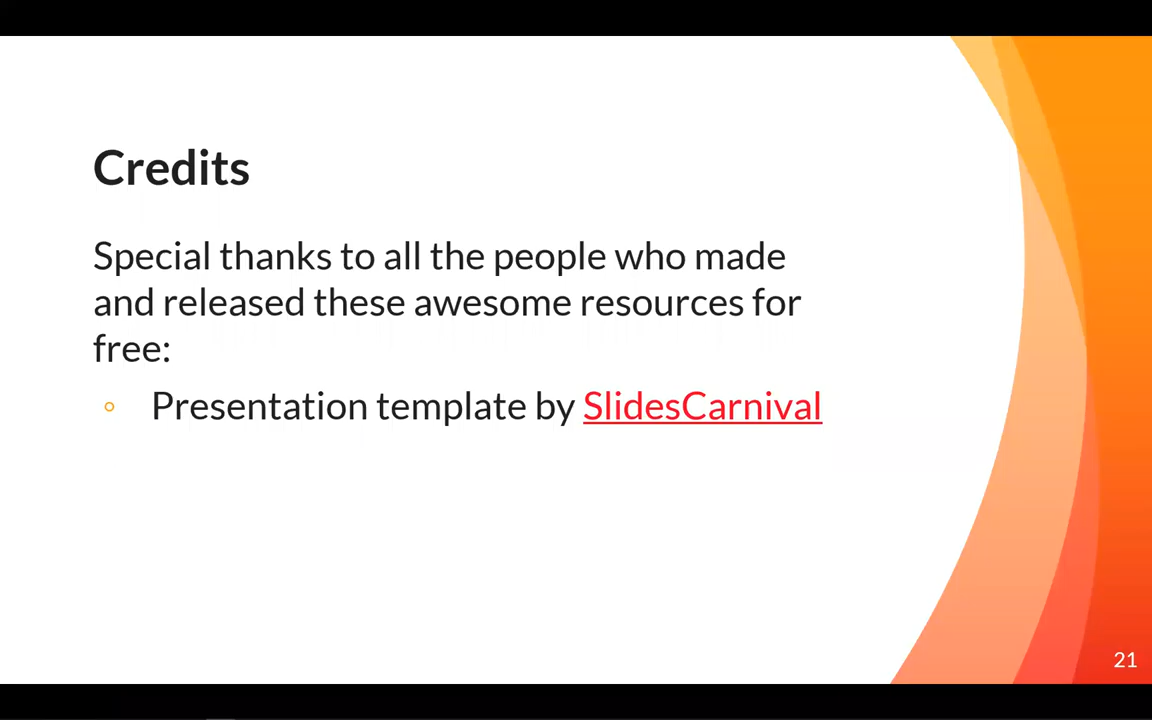 Credits
Special thanks to all the people who made
and released these awesome resources for
free:
Presentation template by SlidesCarnival
21